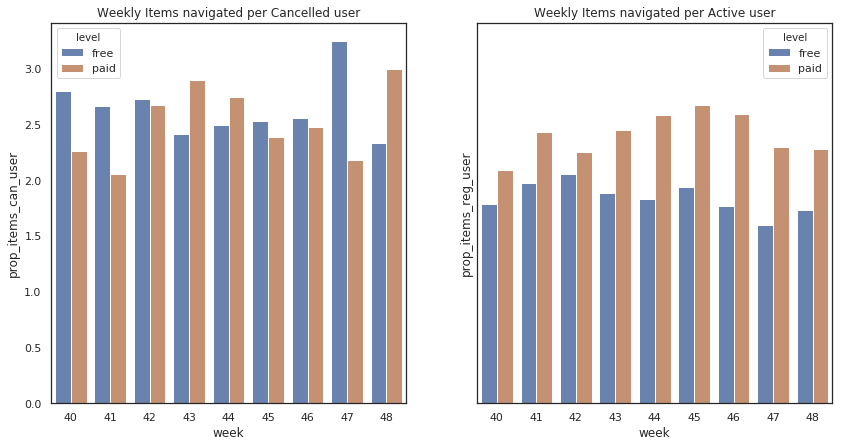 Weekly Items navigated per Cancelled user
level
free
paid
prop_items_can_user
3.0
2.5
2.0
1.5
1.0
0.5
0.0
40 41 42 43 44 45 46 47 48
week
Weekly Items navigated per Active user
level
free
paid
prop_items_reg_user
40 41 42 43 44 45 46 47 48
week